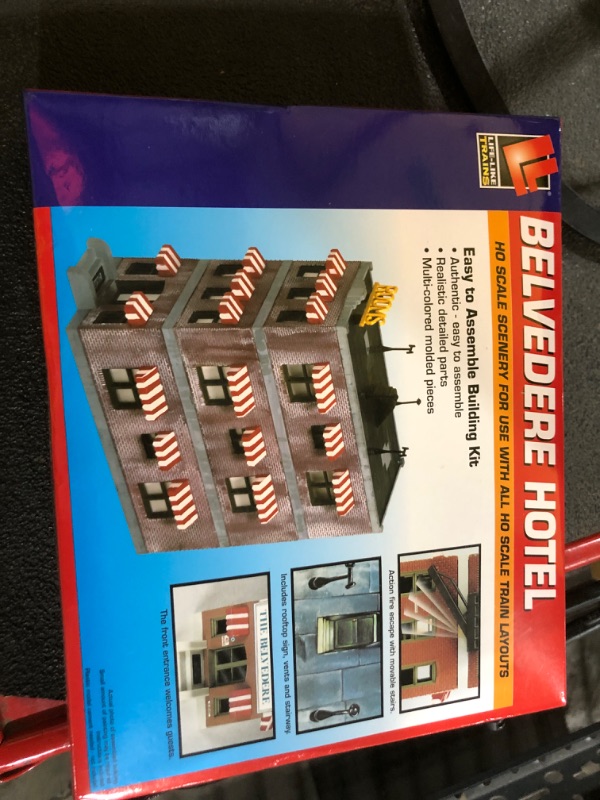 LIFE-LIKE
TRAINS
BELVEDERE HOTEL
HO SCALE SCENERY FOR USE WITH ALL HO SCALE TRAIN LAYOUTS
Easy to Assemble Building Kit
• Authentic - easy to assemble
• Realistic detailed parts
• Multi-colored molded pieces
ROOMS
Action fire escape with movable stairs.
Includes rooftop sign, vents and stairway.
THE BELVEDERE
The front entrance welcomes guests.